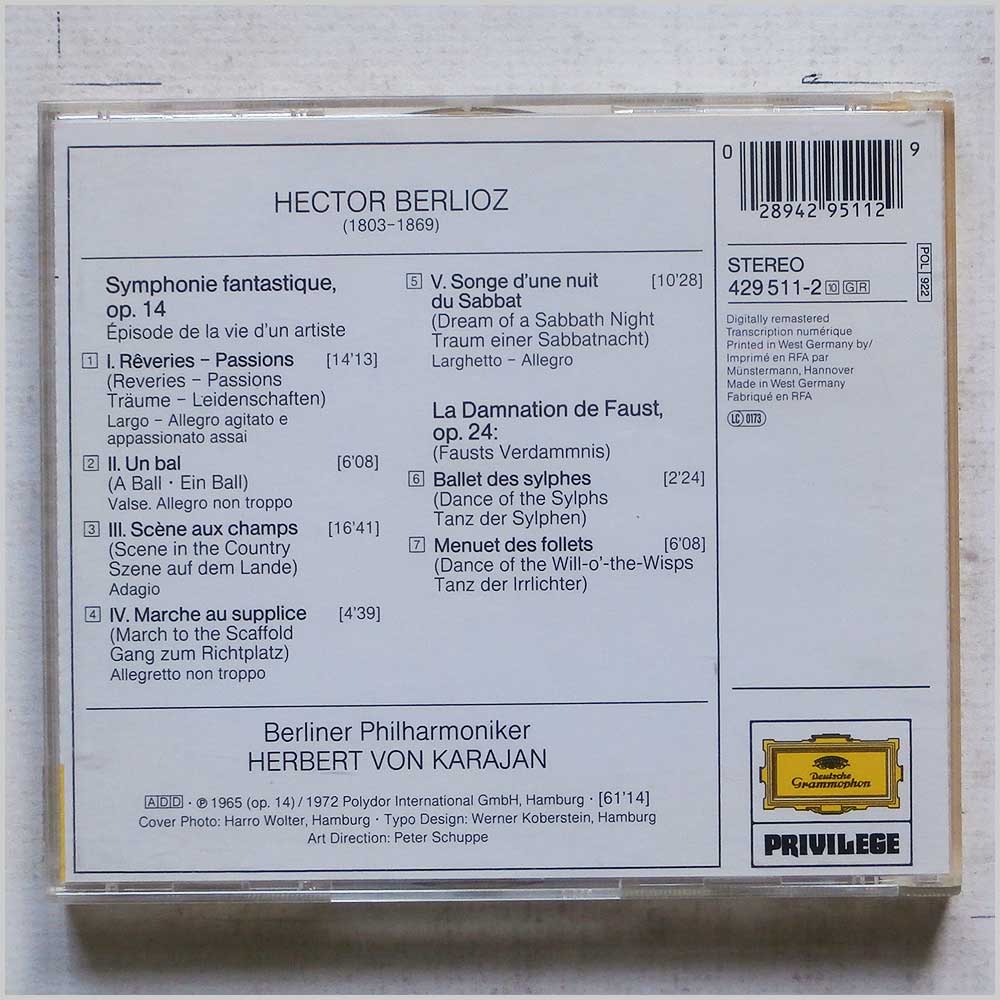 HECTOR BERLIOZ
(1803-1869)
Symphonie fantastique,
op. 14
Épisode de la vie d'un artiste
1 I. Rêveries – Passions [14'13]
(Reveries – Passions
Träume – Leidenschaften)
Largo – Allegro agitato e
appassionato assai
2 II. Un bal [6'08]
(A Ball · Ein Ball)
Valse. Allegro non troppo
3 III. Scène aux champs [16'41]
(Scene in the Country
Szene auf dem Lande)
Adagio
4 IV. Marche au supplice [4'39]
(March to the Scaffold
Gang zum Richtplatz)
Allegretto non troppo
5 V. Songe d'une nuit [10'28]
du Sabbat
(Dream of a Sabbath Night
Traum einer Sabbatnacht)
Larghetto – Allegro
La Damnation de Faust,
op. 24:
(Fausts Verdammnis)
6 Ballet des sylphes [2'24]
(Dance of the Sylphs
Tanz der Sylphen)
7 Menuet des follets [6'08]
(Dance of the Will-o'-the-Wisps
Tanz der Irrlichter)
Berliner Philharmoniker
HERBERT VON KARAJAN
ADD · ℗ 1965 (op. 14) / 1972 Polydor International GmbH, Hamburg · [61'14]
Cover Photo: Harro Wolter, Hamburg · Typo Design: Werner Koberstein, Hamburg
Art Direction: Peter Schuppe
0 28942 95112 9
STEREO
429 511-2 10 GR
POL 922
Digitally remastered
Transcription numérique
Printed in West Germany by/
Imprimé en RFA par
Münstermann, Hannover
Made in West Germany
Fabriqué en RFA
LC 0173
Deutsche
Grammophon
PRIVILEGE